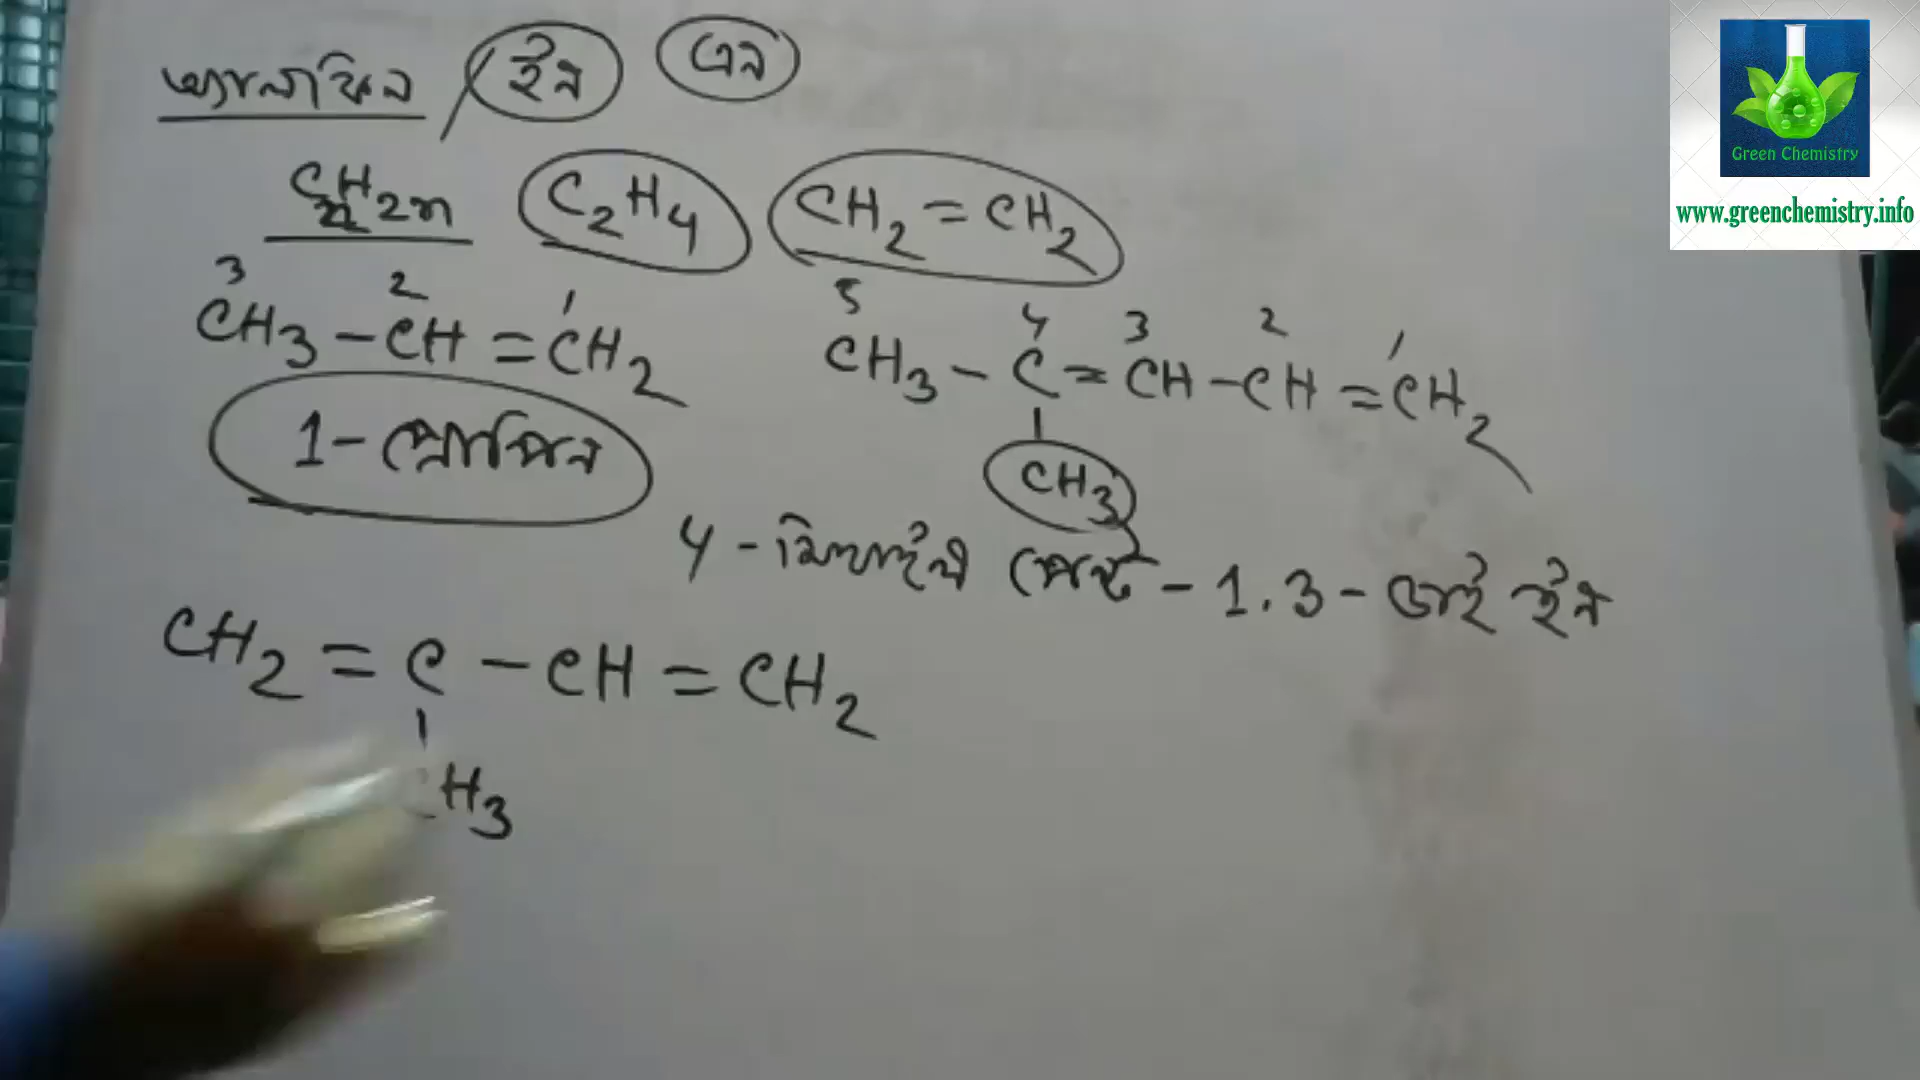 অ্যালকিন / ইন এন
CnH2n C2H4 CH2 = CH2
3 2 1
CH3 – CH = CH2
1 – প্রোপিন
5 4 3 2 1
CH3 – C = CH – CH = CH2
CH3
4 – মিথাইল পেন্ট – 1.3 – ডাই ইন
CH2 = C – CH = CH2
CH3
Green Chemistry
www.greenchemistry.info